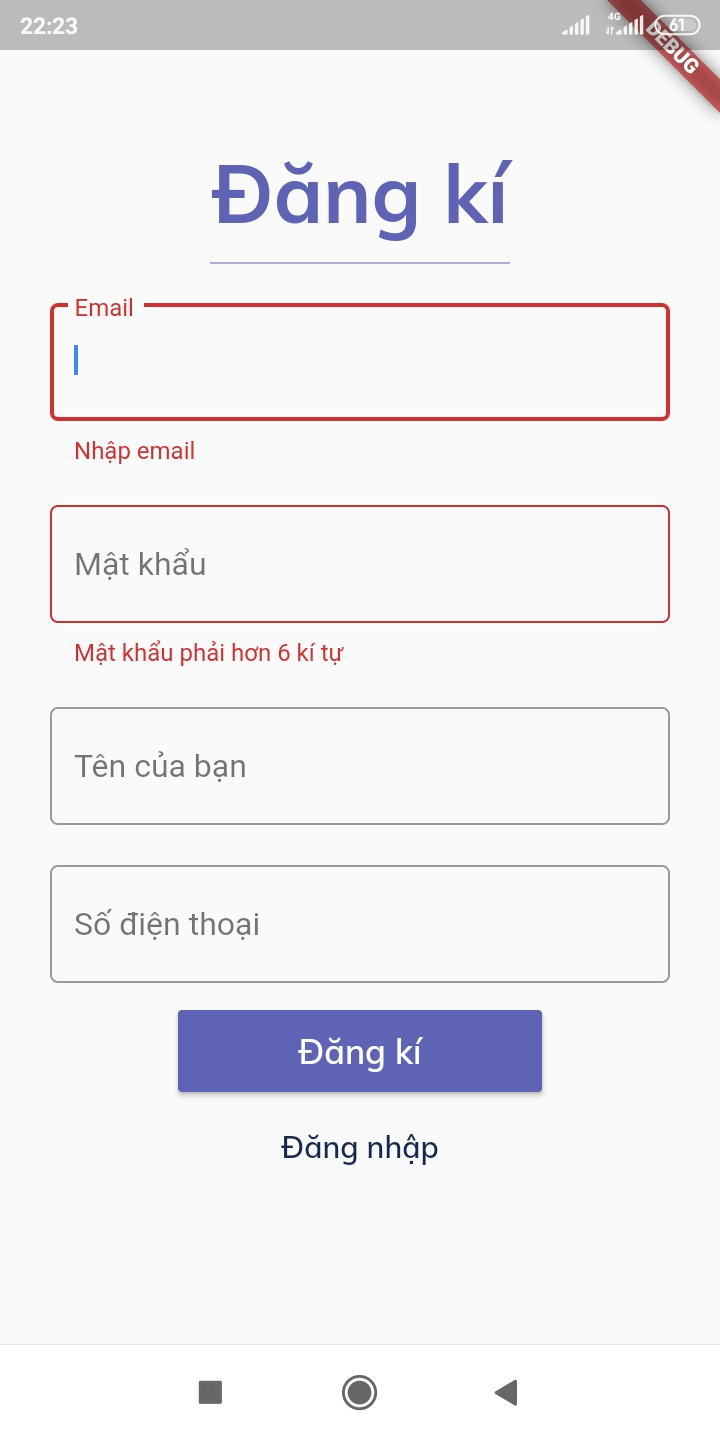 22:23
4G
61
DEBUG
Đăng kí
Email
Nhập email
Mật khẩu
Mật khẩu phải hơn 6 kí tự
Tên của bạn
Số điện thoại
Đăng kí
Đăng nhập